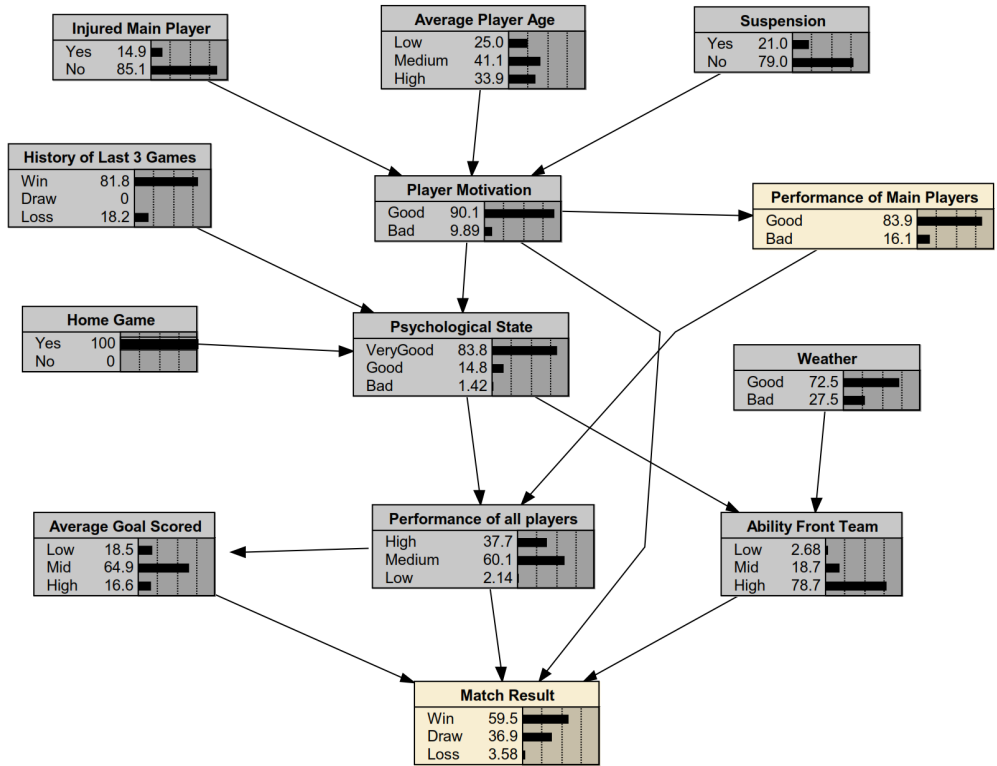 Injured Main Player
Yes 14.9
No 85.1
Average Player Age
Low 25.0
Medium 41.1
High 33.9
Suspension
Yes 21.0
No 79.0
History of Last 3 Games
Win 81.8
Draw 0
Loss 18.2
Player Motivation
Good 90.1
Bad 9.89
Performance of Main Players
Good 83.9
Bad 16.1
Home Game
Yes 100
No 0
Psychological State
VeryGood 83.8
Good 14.8
Bad 1.42
Weather
Good 72.5
Bad 27.5
Average Goal Scored
Low 18.5
Mid 64.9
High 16.6
Performance of all players
High 37.7
Medium 60.1
Low 2.14
Ability Front Team
Low 2.68
Mid 18.7
High 78.7
Match Result
Win 59.5
Draw 36.9
Loss 3.58